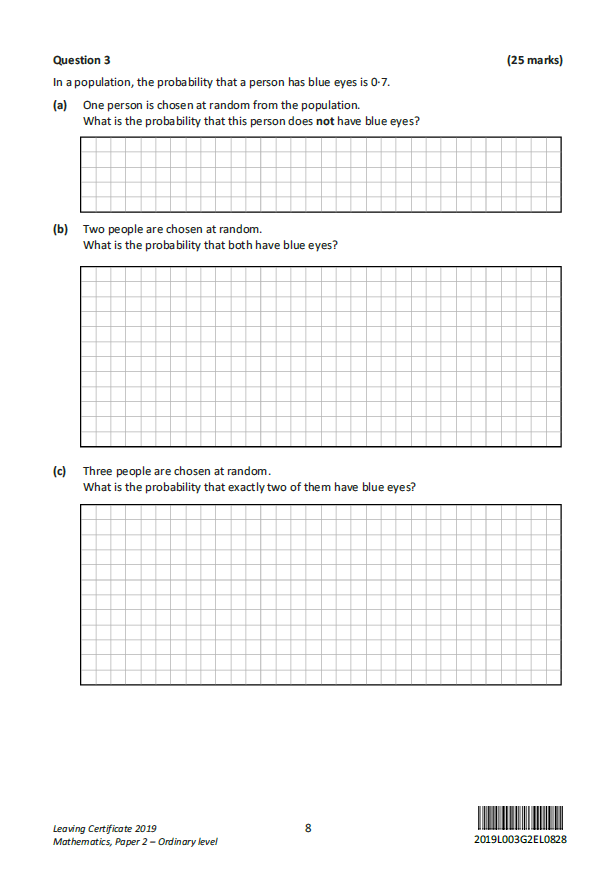 Question 3 (25 marks)
In a population, the probability that a person has blue eyes is 0·7.
(a) One person is chosen at random from the population.
What is the probability that this person does not have blue eyes?
(b) Two people are chosen at random.
What is the probability that both have blue eyes?
(c) Three people are chosen at random.
What is the probability that exactly two of them have blue eyes?
Leaving Certificate 2019
Mathematics, Paper 2 – Ordinary level
8
2019L003G2EL0828